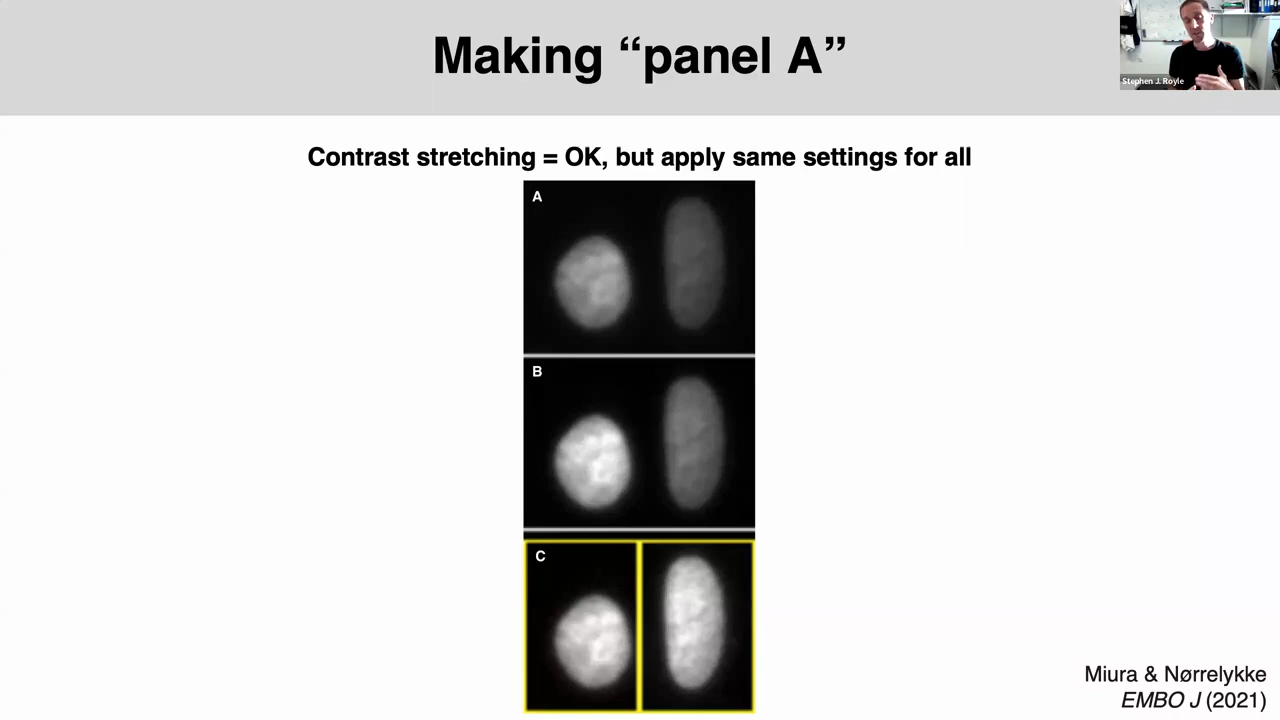 Making “panel A”
Stephen J. Royle
Contrast stretching = OK, but apply same settings for all
A
B
C
Miura & Nørrelykke
EMBO J (2021)